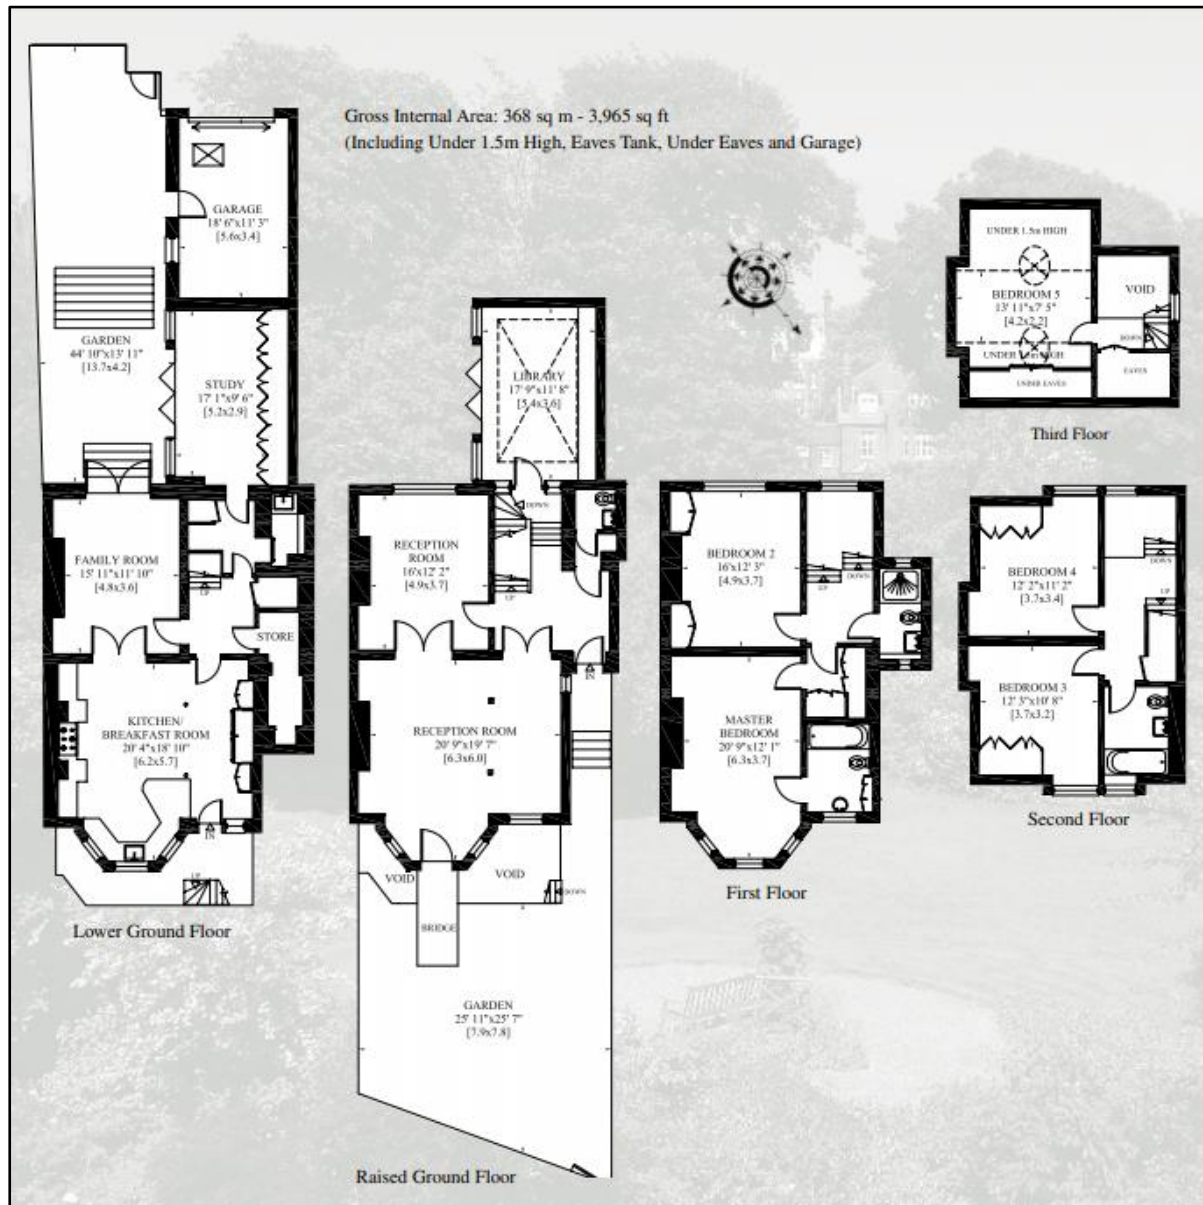 Gross Internal Area: 368 sq m - 3,965 sq ft
(Including Under 1.5m High, Eaves Tank, Under Eaves and Garage)
GARAGE
18' 6"x11' 3"
[5.6x3.4]
GARDEN
44' 10"x13' 11"
[13.7x4.2]
STUDY
17' 1"x9' 6"
[5.2x2.9]
FAMILY ROOM
15' 11"x11' 10"
[4.8x3.6]
UP
STORE
KITCHEN/
BREAKFAST ROOM
20' 4"x18' 10"
[6.2x5.7]
IN
UP
Lower Ground Floor
LIBRARY
17' 9"x11' 8"
[5.4x3.6]
DOWN
RECEPTION
ROOM
16'x12' 2"
[4.9x3.7]
UP
IN
RECEPTION ROOM
20' 9"x19' 7"
[6.3x6.0]
VOID
VOID
DOWN
BRIDGE
GARDEN
25' 11"x25' 7"
[7.9x7.8]
Raised Ground Floor
BEDROOM 2
16'x12' 3"
[4.9x3.7]
UP
DOWN
MASTER
BEDROOM
20' 9"x12' 1"
[6.3x3.7]
First Floor
UNDER 1.5m HIGH
BEDROOM 5
13' 11"x7' 5"
[4.2x2.2]
VOID
DOWN
UNDER 1.5m HIGH
UNDER EAVES
EAVES
Third Floor
BEDROOM 4
12' 2"x11' 2"
[3.7x3.4]
DOWN
UP
BEDROOM 3
12' 3"x10' 8"
[3.7x3.2]
Second Floor